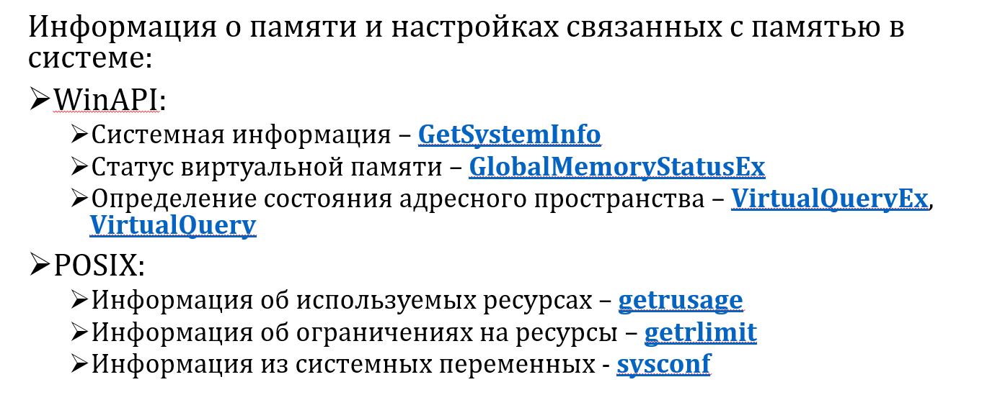 Информация о памяти и настройках связанных с памятью в
системе:
➢WinAPI:
➢Системная информация – GetSystemInfo
➢Статус виртуальной памяти – GlobalMemoryStatusEx
➢Определение состояния адресного пространства – VirtualQueryEx,
VirtualQuery
➢POSIX:
➢Информация об используемых ресурсах – getrusage
➢Информация об ограничениях на ресурсы – getrlimit
➢Информация из системных переменных - sysconf